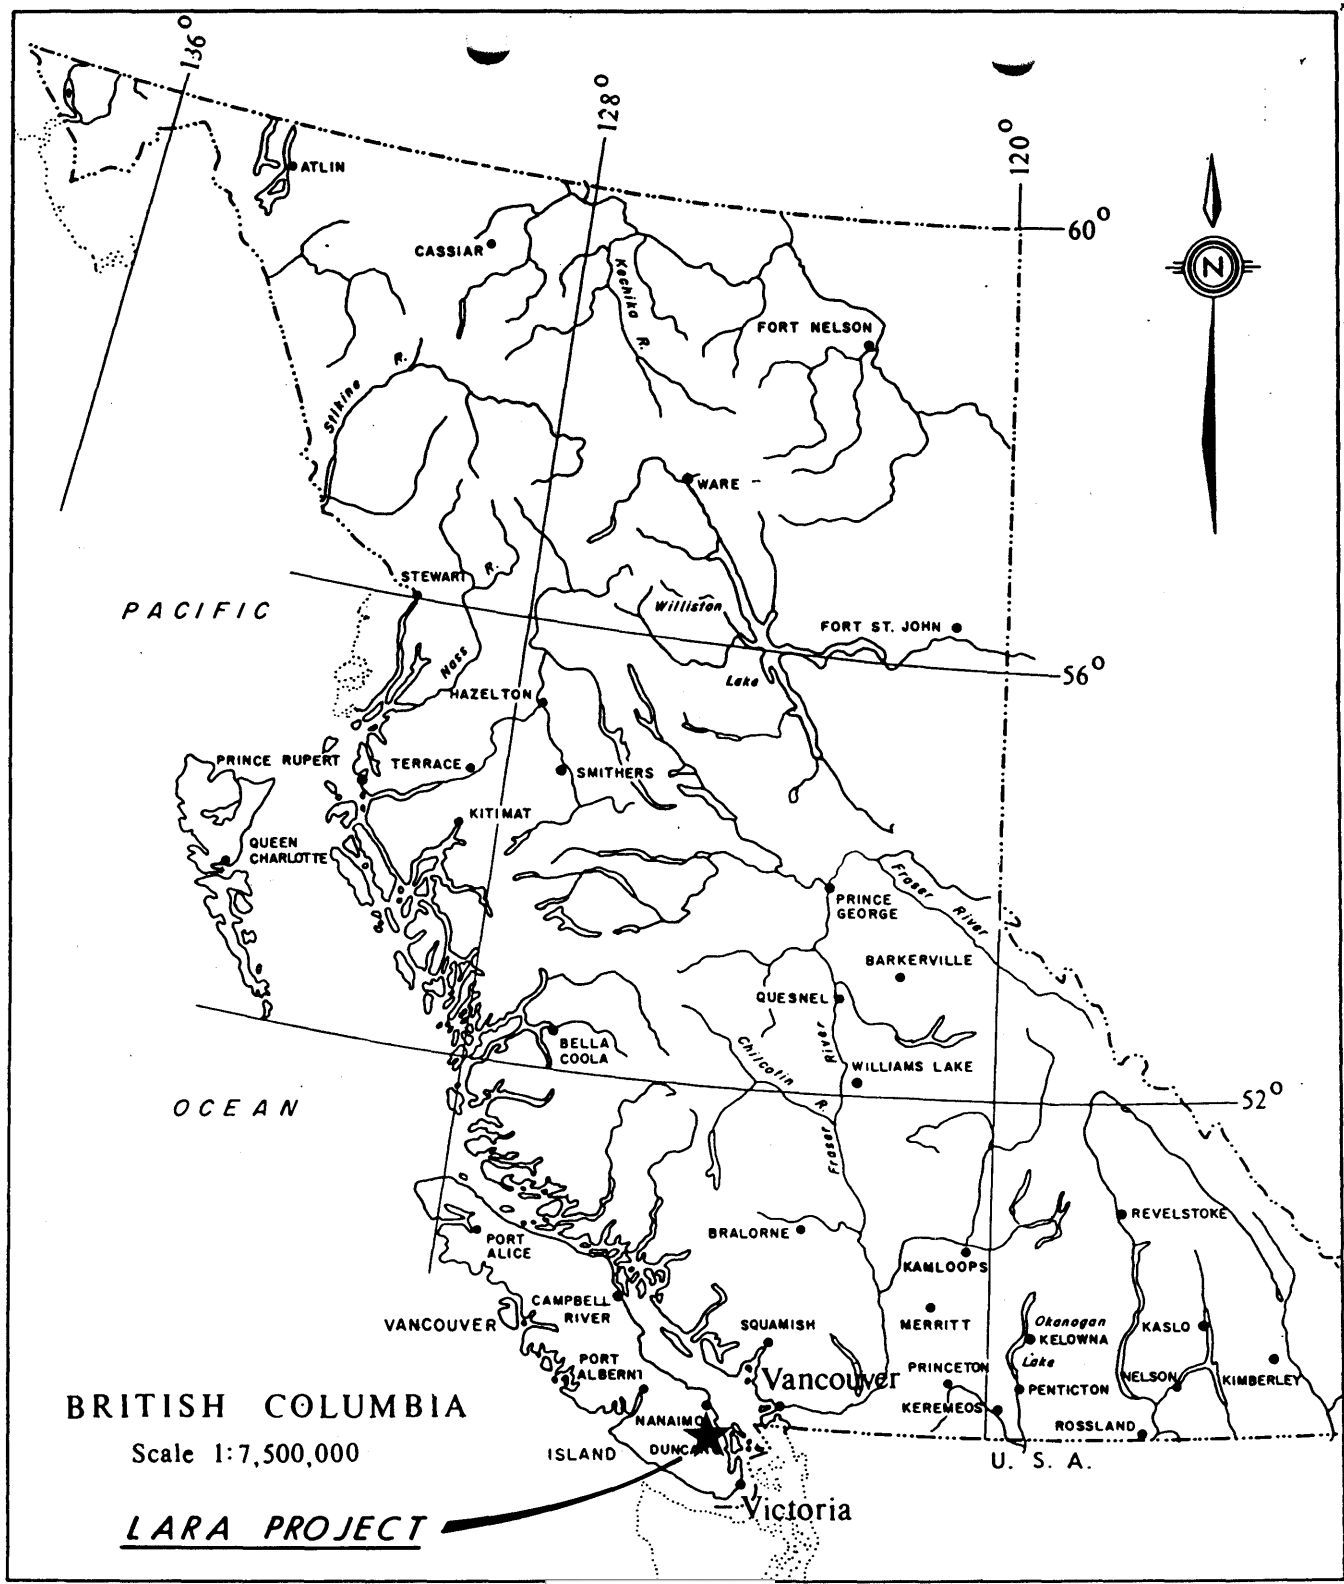 136°
128°
120°
ATLIN
60°
CASSIAR
N
Kechika R.
FORT NELSON
Stikine R.
WARE
STEWART
R.
PACIFIC
Williston
FORT ST. JOHN
Nass
56°
Lake
HAZELTON
PRINCE RUPERT
TERRACE
SMITHERS
KITIMAT
QUEEN
CHARLOTTE
Fraser River
PRINCE
GEORGE
BARKERVILLE
QUESNEL
BELLA
COOLA
Chilcotin R.
Fraser River
WILLIAMS LAKE
OCEAN
52°
REVELSTOKE
PORT
ALICE
BRALORNE
KAMLOOPS
CAMPBELL
RIVER
VANCOUVER
SQUAMISH
MERRITT
Okanagan
KELOWNA
KASLO
Lake
PORT
ALBERNI
Vancouver
PRINCETON
PENTICTON
NELSON
KIMBERLEY
BRITISH COLUMBIA
KEREMEOS
NANAIMO
ROSSLAND
Scale 1:7,500,000
ISLAND
DUNCAN
U. S. A.
Victoria
LARA PROJECT